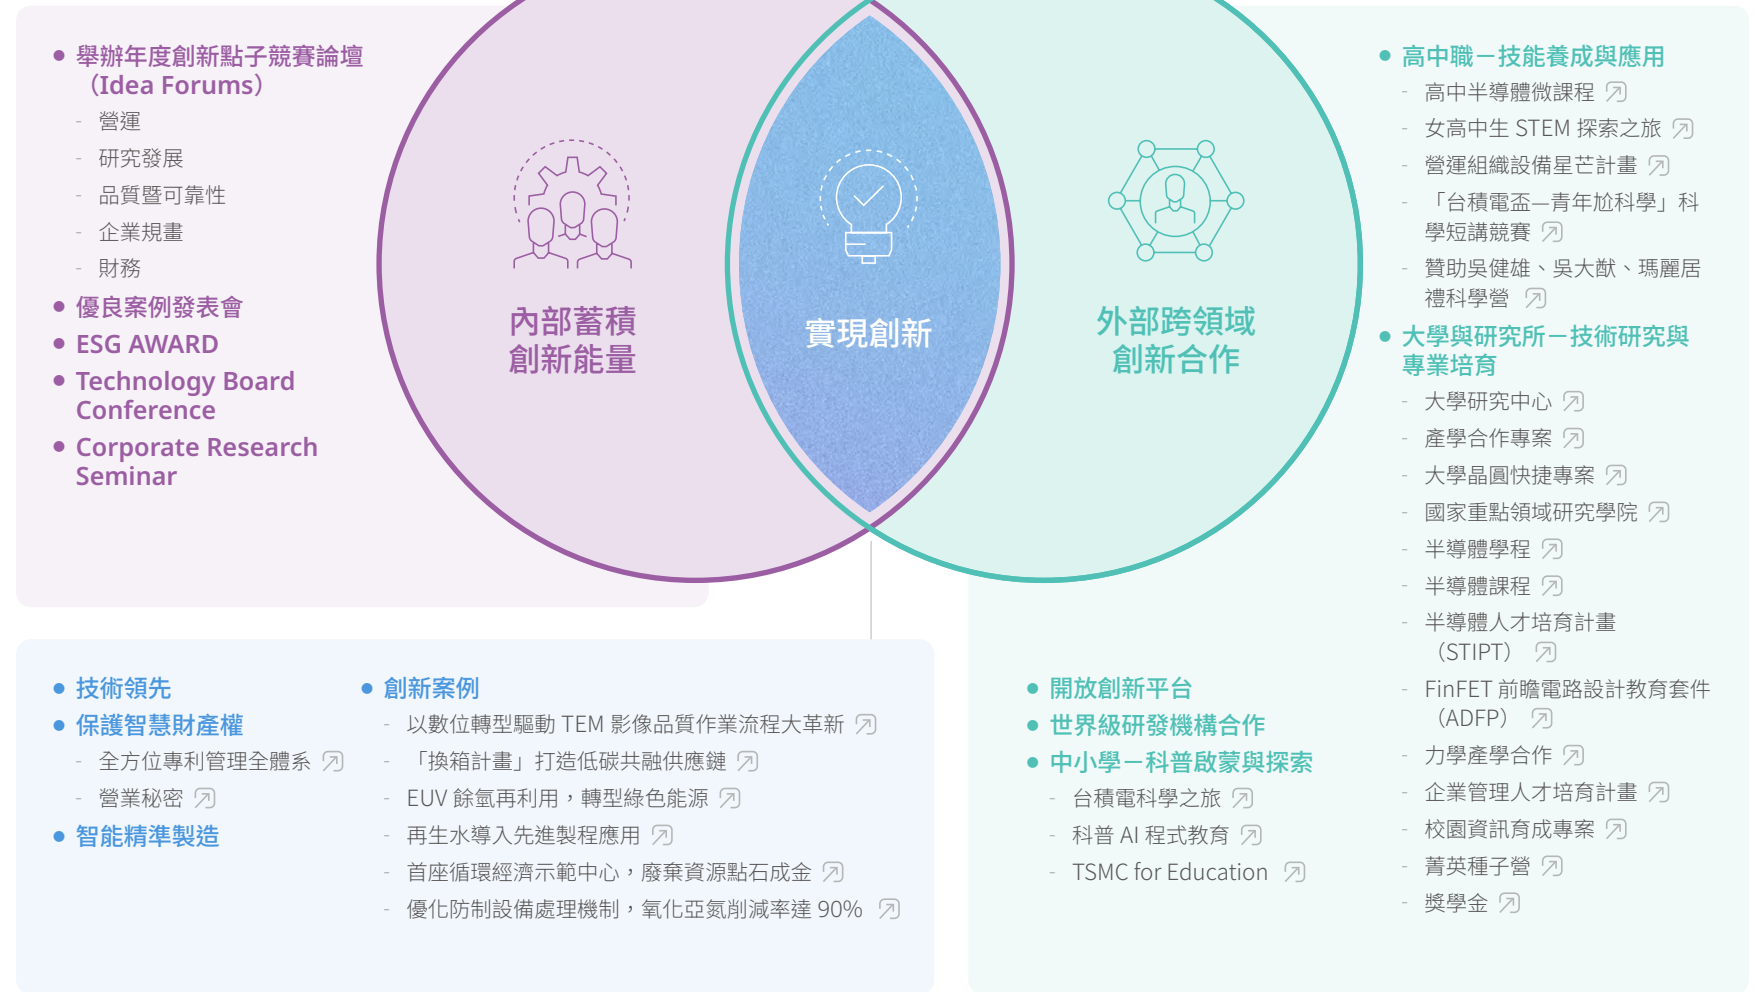 舉辦年度創新點子競賽論壇
（Idea Forums）
- 營運
- 研究發展
- 品質暨可靠性
- 企業規畫
- 財務
優良案例發表會
ESG AWARD
Technology Board
Conference
Corporate Research
Seminar
內部蓄積
創新能量
實現創新
外部跨領域
創新合作
技術領先
保護智慧財產權
- 全方位專利管理全體系
- 營業秘密
智能精準製造
創新案例
- 以數位轉型驅動 TEM 影像品質作業流程大革新
- 「換箱計畫」打造低碳共融供應鏈
- EUV 餘氫再利用，轉型綠色能源
- 再生水導入先進製程應用
- 首座循環經濟示範中心，廢棄資源點石成金
- 優化防制設備處理機制，氧化亞氮削減率達 90%
開放創新平台
世界級研發機構合作
中小學－科普啟蒙與探索
- 台積電科學之旅
- 科普 AI 程式教育
- TSMC for Education
高中職－技能養成與應用
- 高中半導體微課程
- 女高中生 STEM 探索之旅
- 營運組織設備星芒計畫
- 「台積電盃—青年尬科學」科
學短講競賽
- 贊助吳健雄、吳大猷、瑪麗居
禮科學營
大學與研究所－技術研究與
專業培育
- 大學研究中心
- 產學合作專案
- 大學晶圓快捷專案
- 國家重點領域研究學院
- 半導體學程
- 半導體課程
- 半導體人才培育計畫
（STIPT）
- FinFET 前瞻電路設計教育套件
（ADFP）
- 力學產學合作
- 企業管理人才培育計畫
- 校園資訊育成專案
- 菁英種子營
- 獎學金